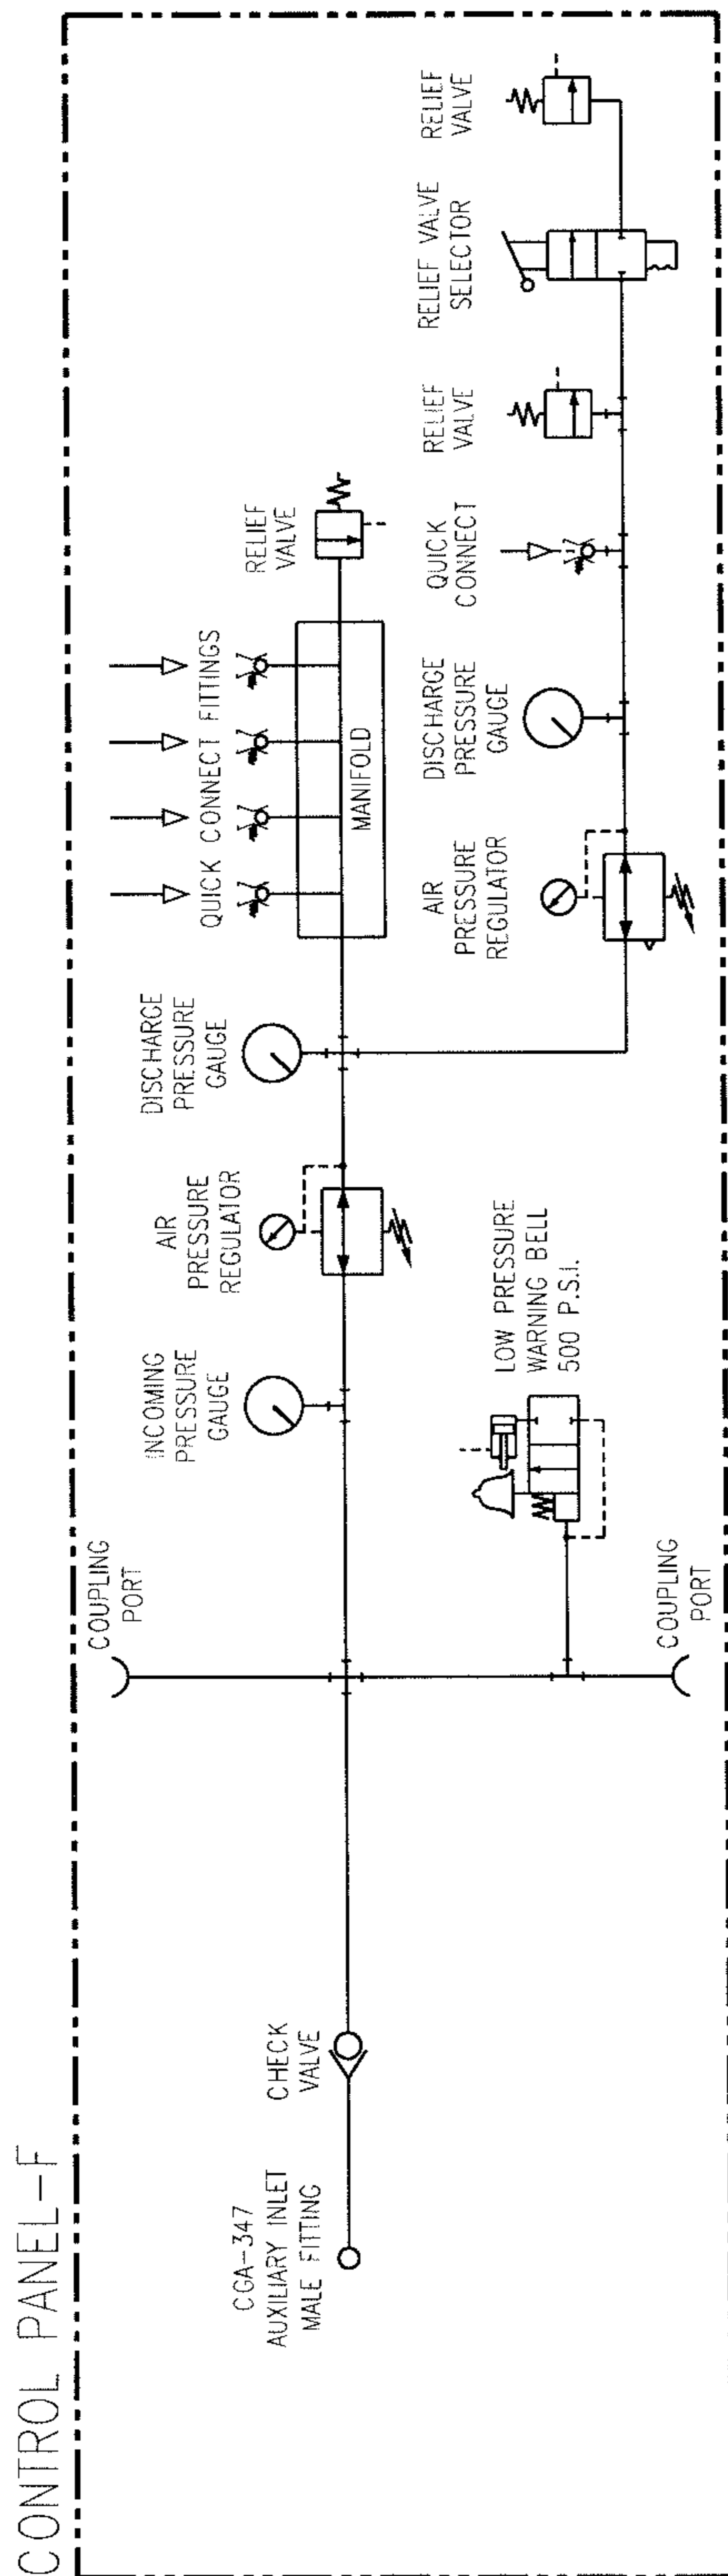 CONTROL PANEL-F
CGA-347
AUXILIARY INLET
MALE FITTING
CHECK
VALVE
COUPLING
PORT
COUPLING
PORT
INCOMING
PRESSURE
GAUGE
LOW PRESSURE
WARNING BELL
500 P.S.I.
AIR
PRESSURE
REGULATOR
DISCHARGE
PRESSURE
GAUGE
QUICK CONNECT FITTINGS
MANIFOLD
RELIEF
VALVE
AIR
PRESSURE
REGULATOR
DISCHARGE
PRESSURE
GAUGE
QUICK
CONNECT
RELIEF
VALVE
RELIEF VALVE
SELECTOR
RELIEF
VALVE